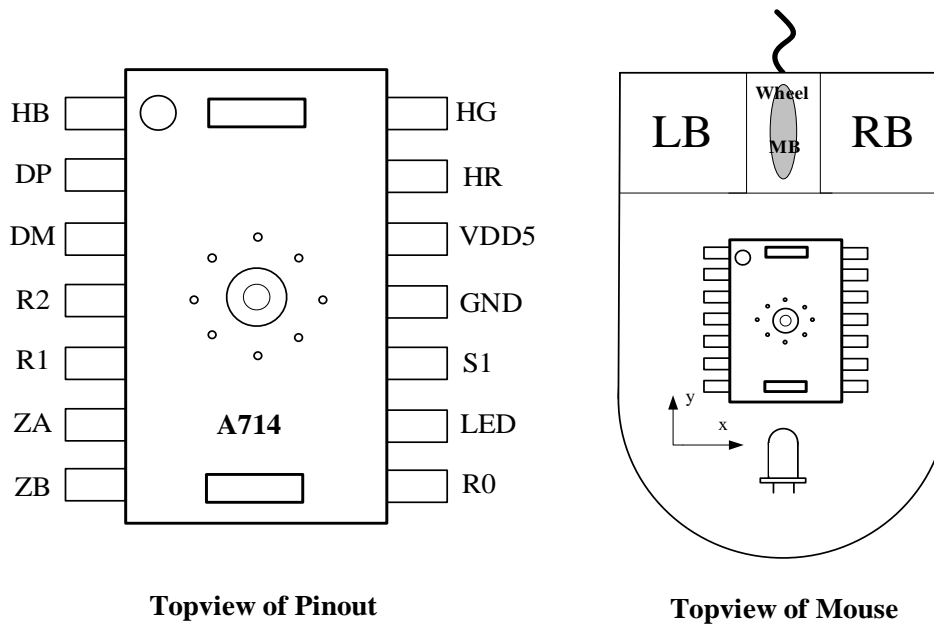 HB
DP
DM
R2
R1
ZA
ZB
HG
HR
VDD5
GND
S1
LED
R0
A714
Topview of Pinout
Wheel
LB
MB
RB
y
x
Topview of Mouse